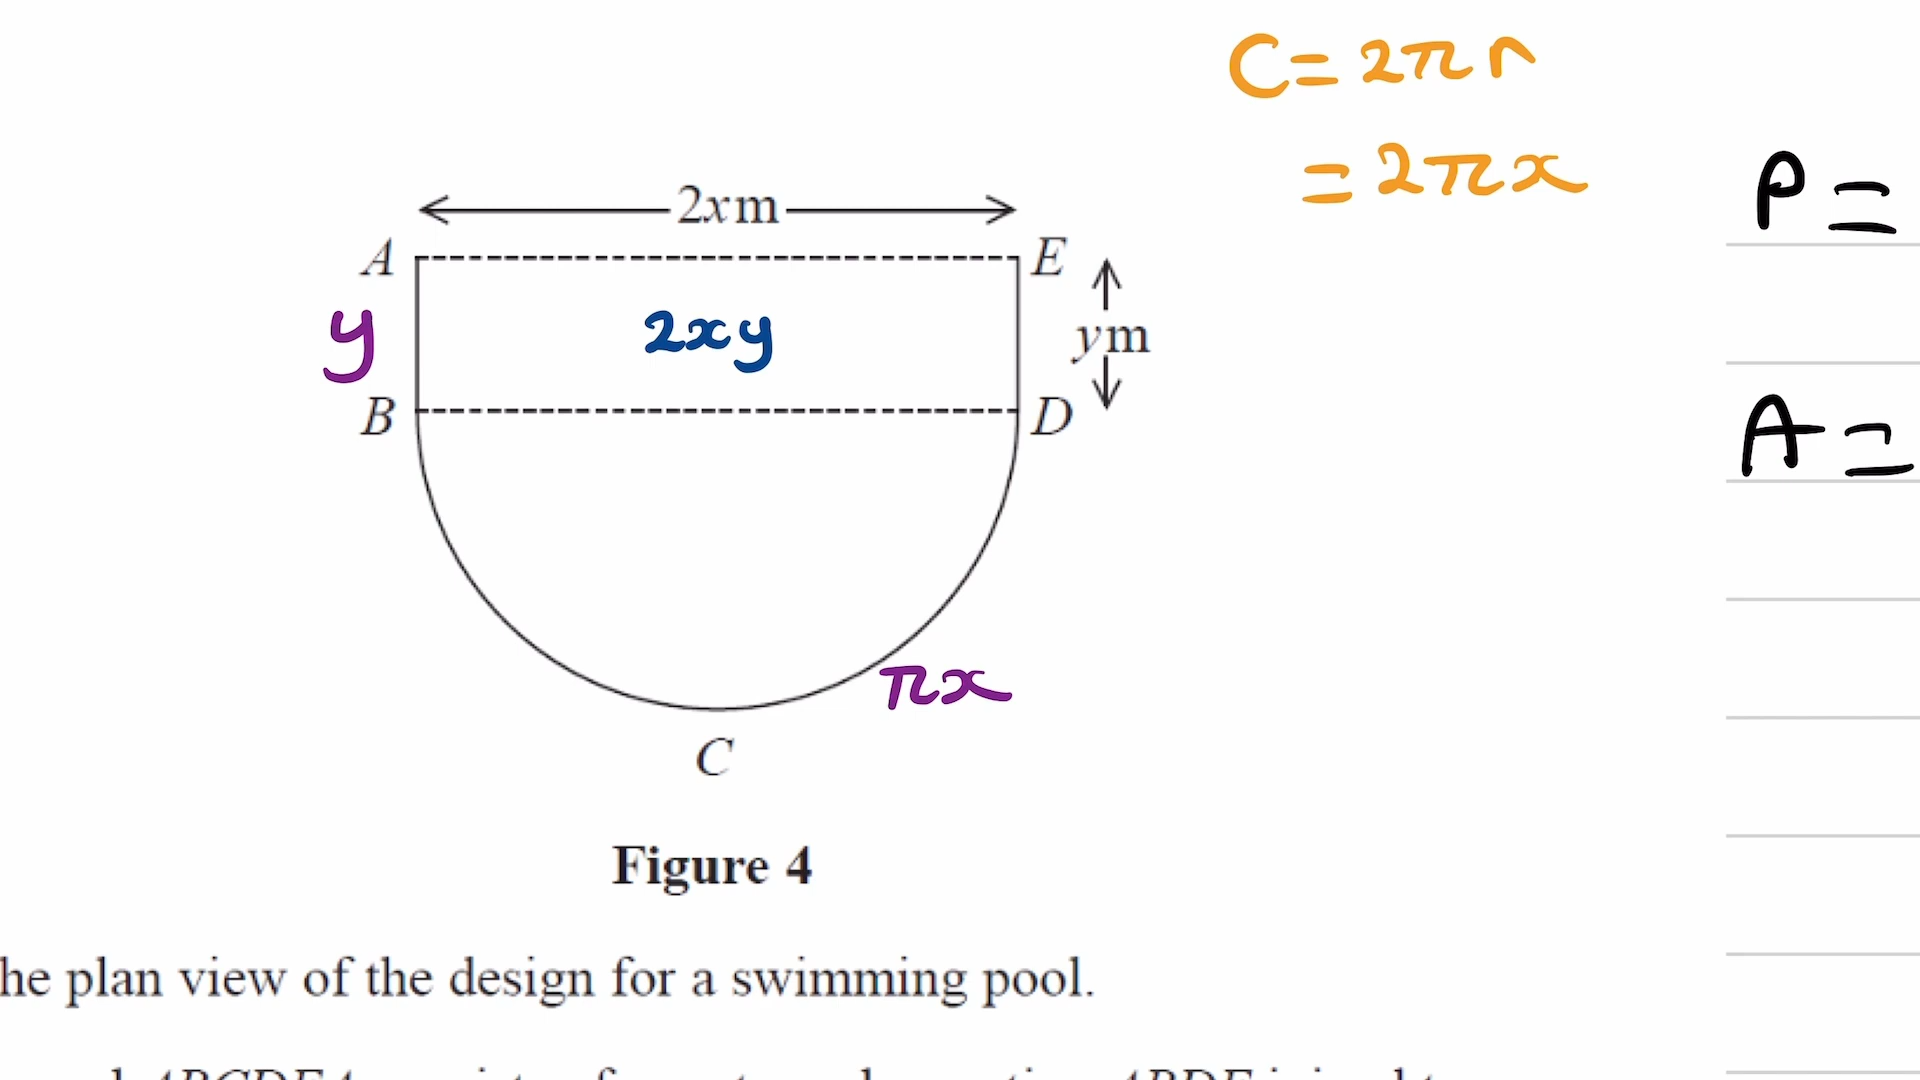 C = 2πr
= 2πx
P =
2x m
A
E
y
2xy
y m
A =
B
D
πx
C
Figure 4
he plan view of the design for a swimming pool.